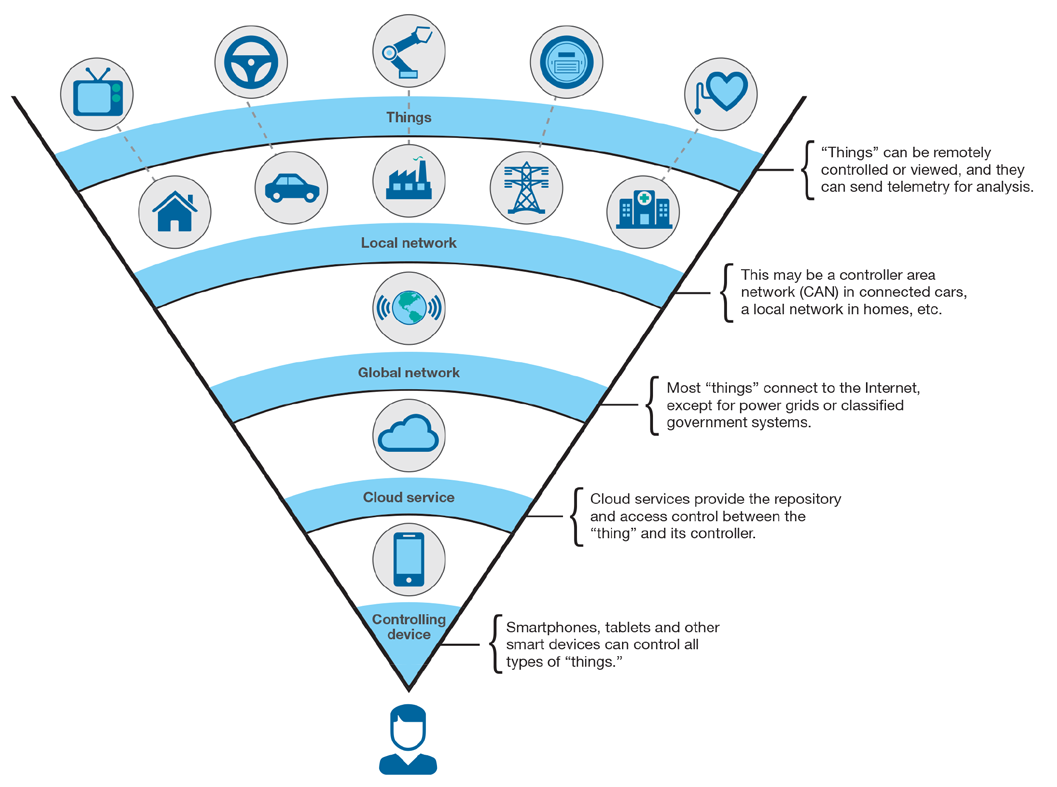 Things
“Things” can be remotely
controlled or viewed, and they
can send telemetry for analysis.
Local network
This may be a controller area
network (CAN) in connected cars,
a local network in homes, etc.
Global network
Most “things” connect to the Internet,
except for power grids or classified
government systems.
Cloud service
Cloud services provide the repository
and access control between the
“thing” and its controller.
Controlling
device
Smartphones, tablets and other
smart devices can control all
types of “things.”